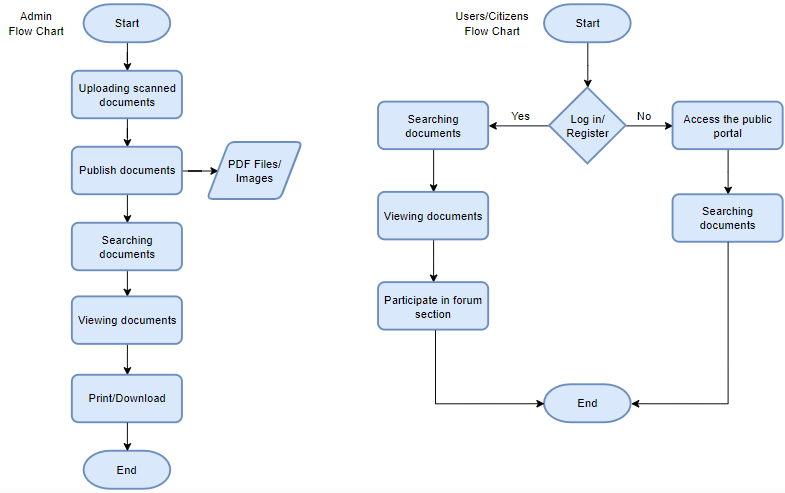 Admin
Flow Chart
Start
Uploading scanned
documents
Publish documents
PDF Files/
Images
Searching
documents
Viewing documents
Print/Download
End
Users/Citizens
Flow Chart
Start
Log in/
Register
Yes
No
Searching
documents
Access the public
portal
Viewing documents
Searching
documents
Participate in forum
section
End